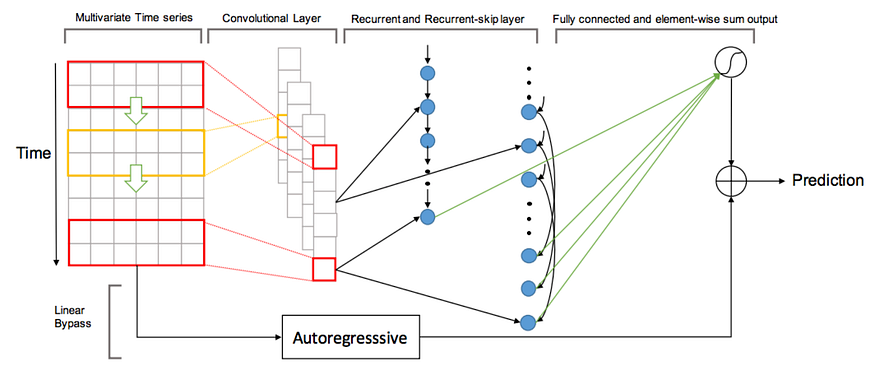 Multivariate Time series
Convolutional Layer
Recurrent and Recurrent-skip layer
Fully connected and element-wise sum output
Time
Prediction
Linear
Bypass
Autoregresssive